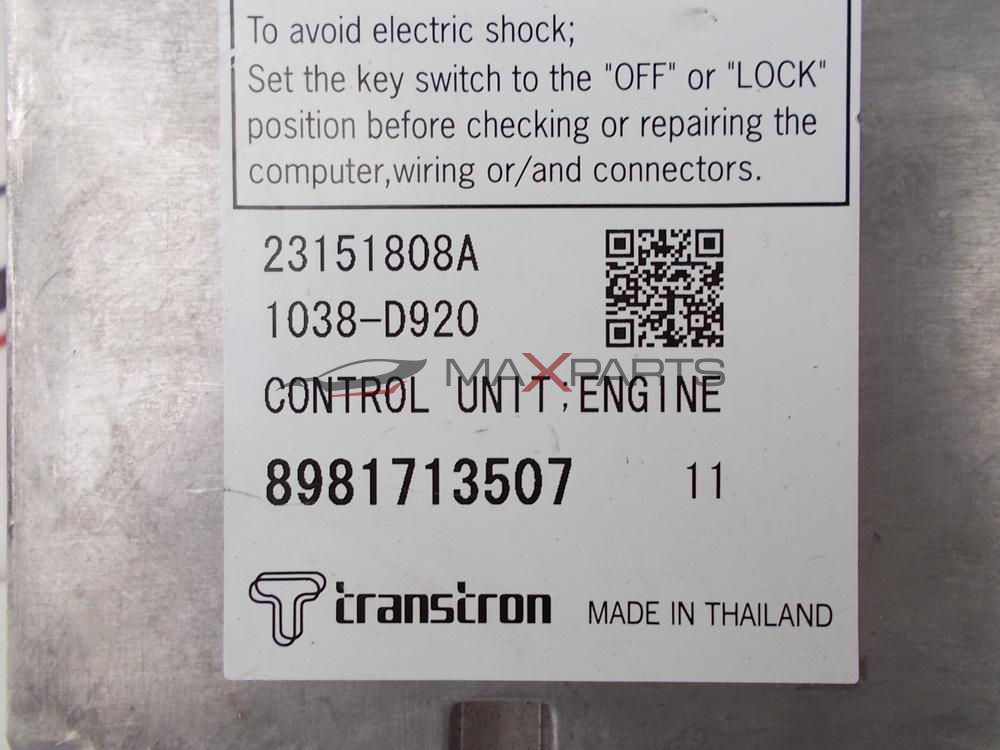 To avoid electric shock;
Set the key switch to the "OFF" or "LOCK"
position before checking or repairing the
computer,wiring or/and connectors.
23151808A
1038-D920
MAXPARTS
CONTROL UNIT;ENGINE
8981713507 11
transtron MADE IN THAILAND